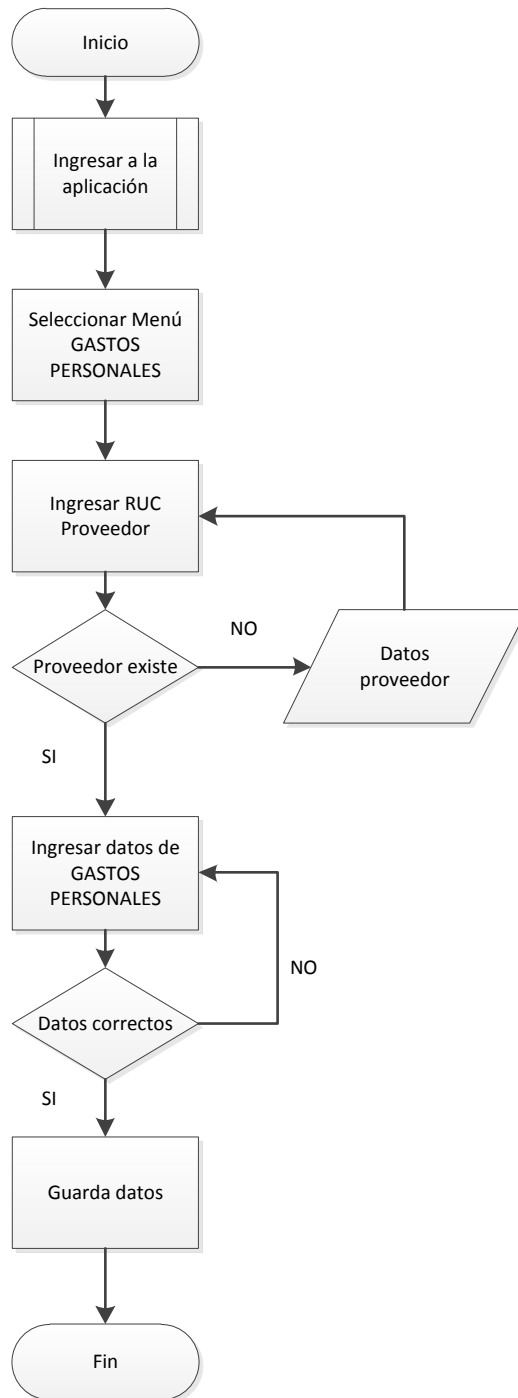 Inicio
Ingresar a la
aplicación
Seleccionar Menú
GASTOS
PERSONALES
Ingresar RUC
Proveedor
Proveedor existe
NO
Datos
proveedor
SI
Ingresar datos de
GASTOS
PERSONALES
NO
Datos correctos
SI
Guarda datos
Fin